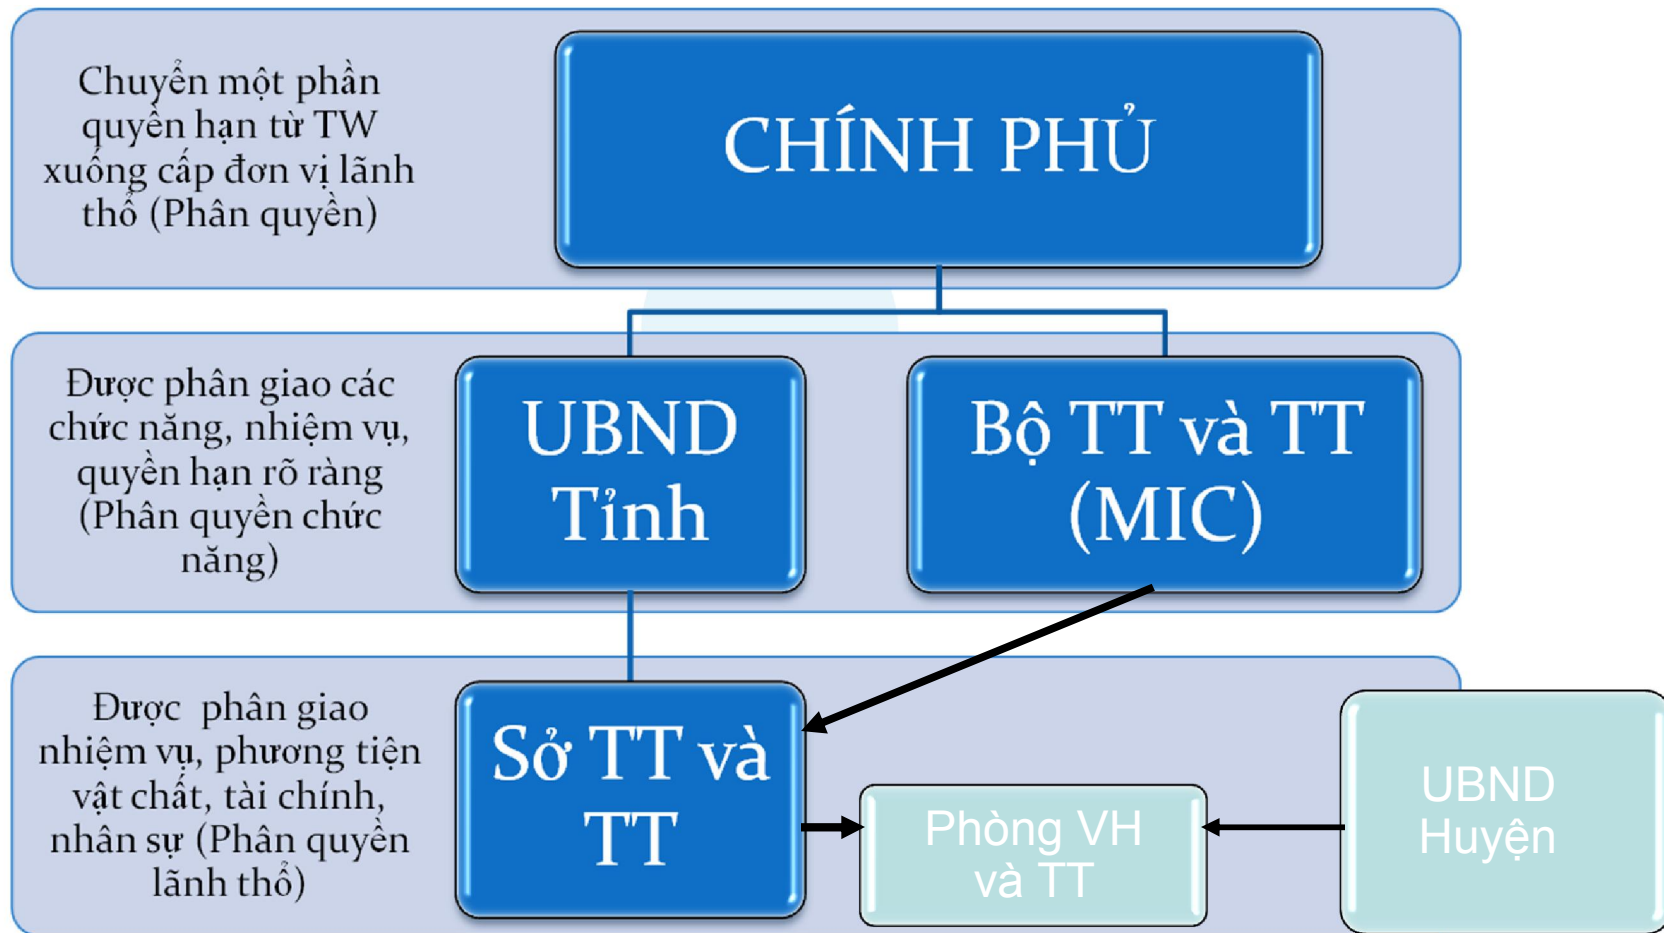 Chuyển một phần
quyền hạn từ TW
xuống cấp đơn vị lãnh
thổ (Phân quyền)
CHÍNH PHỦ
Được phân giao các
chức năng, nhiệm vụ,
quyền hạn rõ ràng
(Phân quyền chức
năng)
UBND
Tỉnh
Bộ TT và TT
(MIC)
Được phân giao
nhiệm vụ, phương tiện
vật chất, tài chính,
nhân sự (Phân quyền
lãnh thổ)
Sở TT và
TT
Phòng VH
và TT
UBND
Huyện